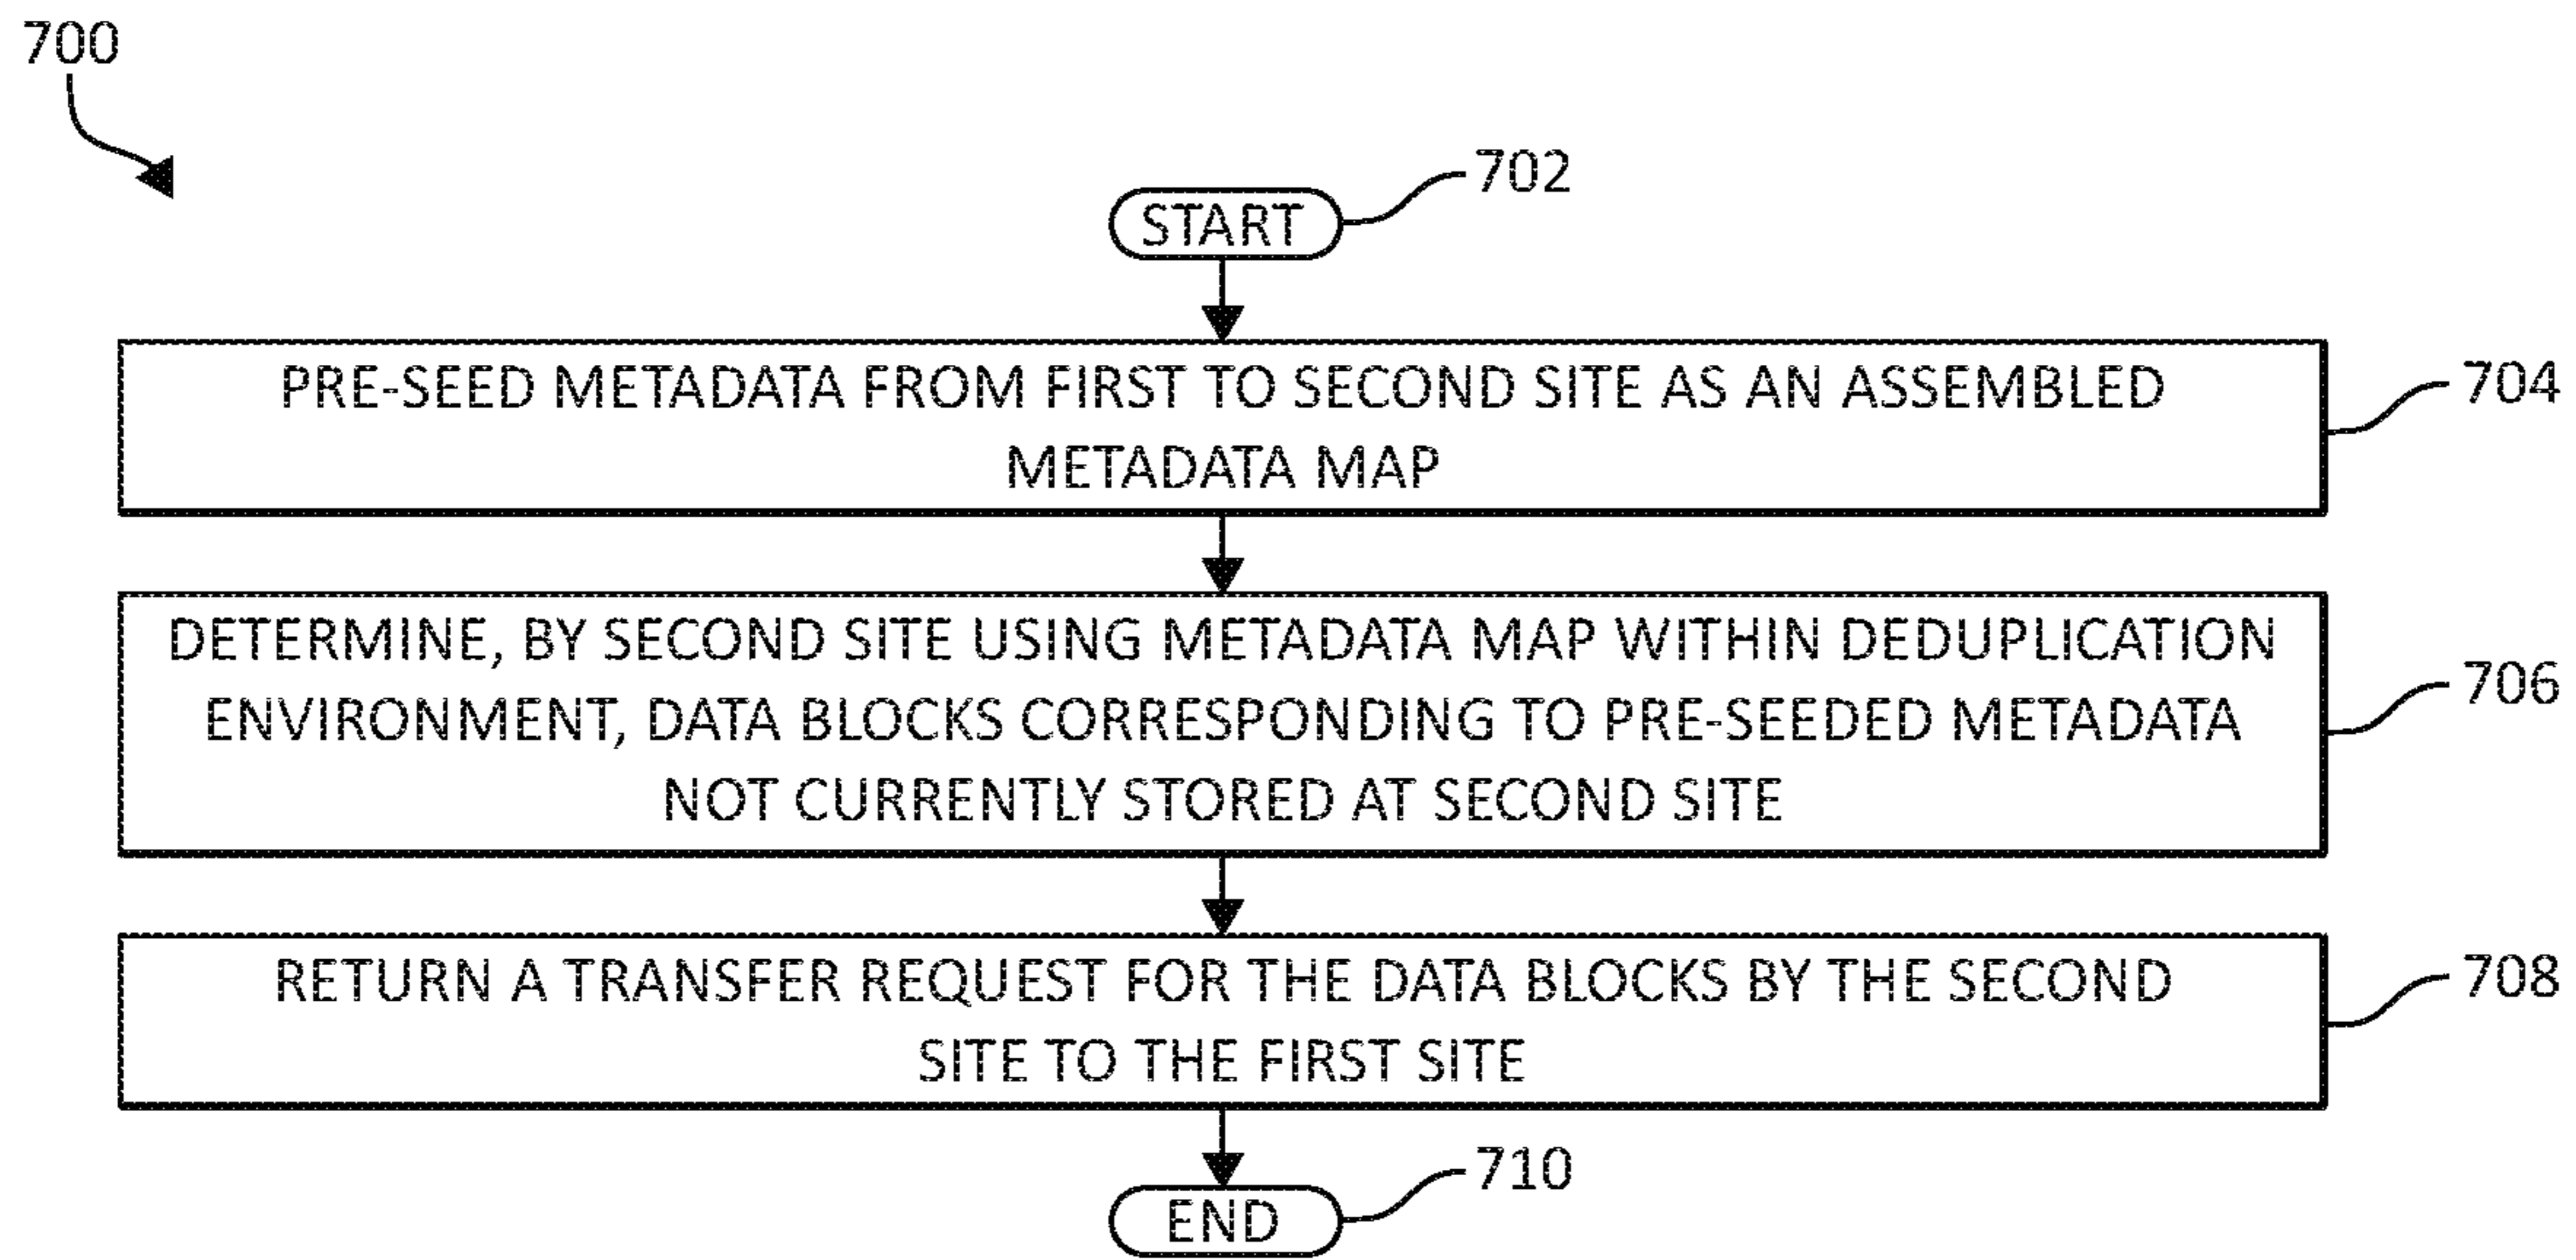 700
START
702
PRE-SEED METADATA FROM FIRST TO SECOND SITE AS AN ASSEMBLED
METADATA MAP
704
DETERMINE, BY SECOND SITE USING METADATA MAP WITHIN DEDUPLICATION
ENVIRONMENT, DATA BLOCKS CORRESPONDING TO PRE-SEEDED METADATA
NOT CURRENTLY STORED AT SECOND SITE
706
RETURN A TRANSFER REQUEST FOR THE DATA BLOCKS BY THE SECOND
SITE TO THE FIRST SITE
708
END
710